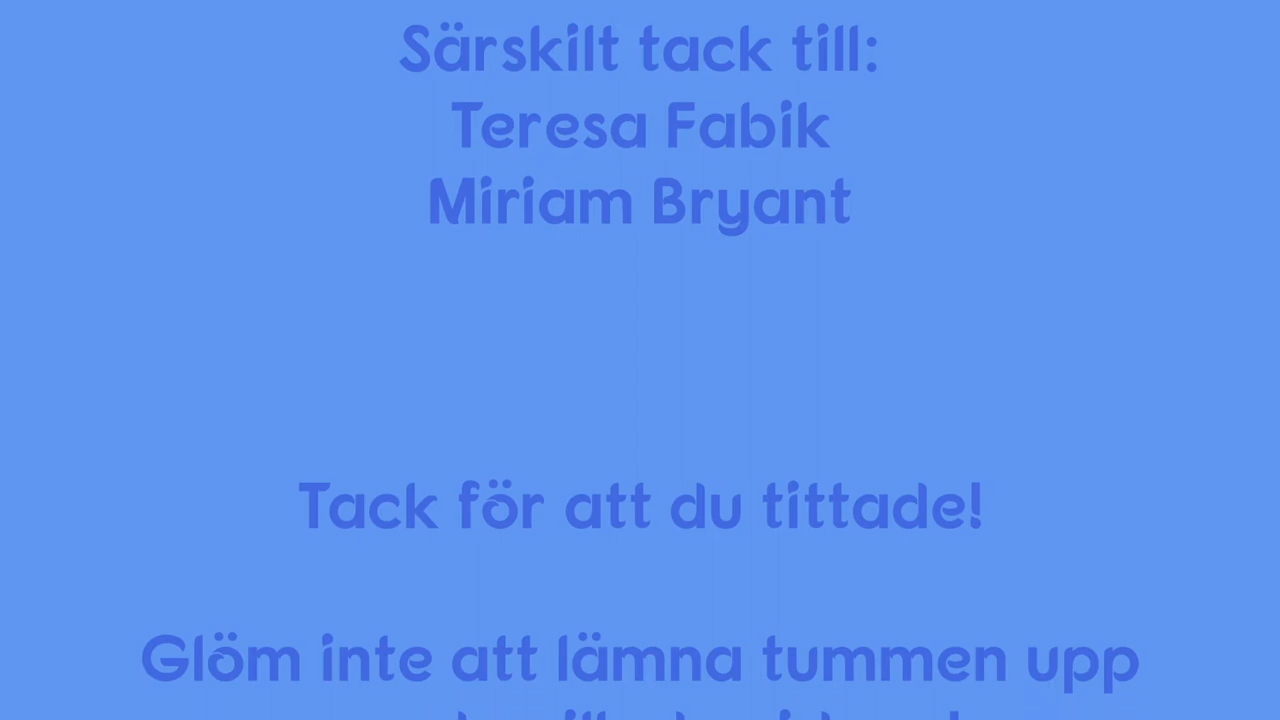 Särskilt tack till:
Teresa Fabik
Miriam Bryant
Tack för att du tittade!
Glöm inte att lämna tummen upp